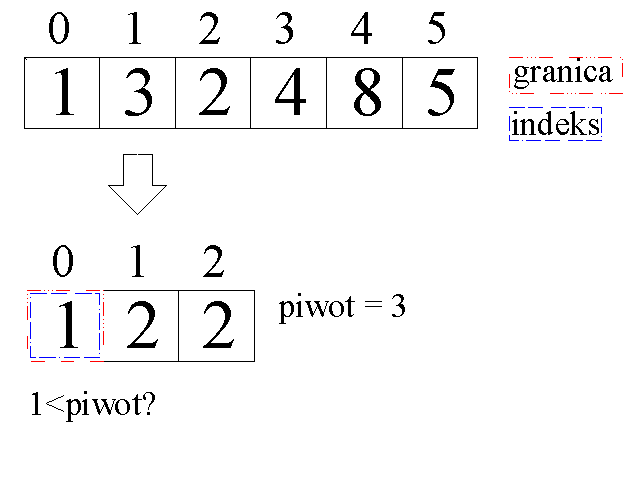 0 1 2 3 4 5
1 3 2 4 8 5
granica
indeks
0 1 2
1 2 2
piwot = 3
1<piwot?